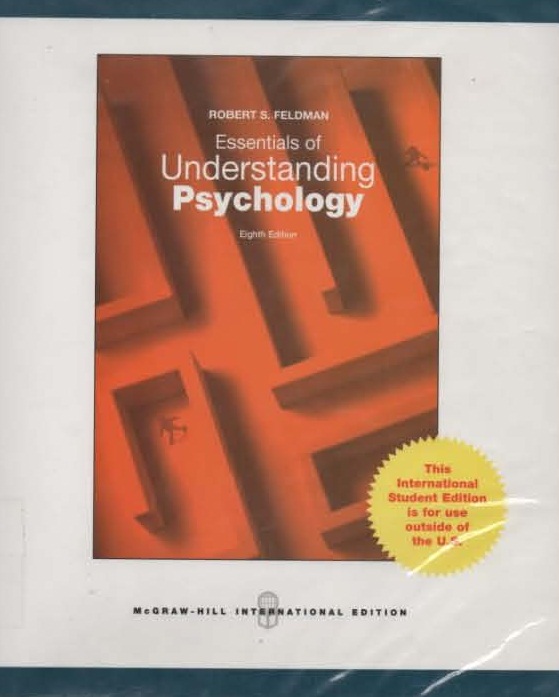 ROBERT S. FELDMAN
Essentials of
Understanding
Psychology
Eighth Edition
This
International
Student Edition
is for use
outside of
the U.S.
McGRAW-HILL INTERNATIONAL EDITION